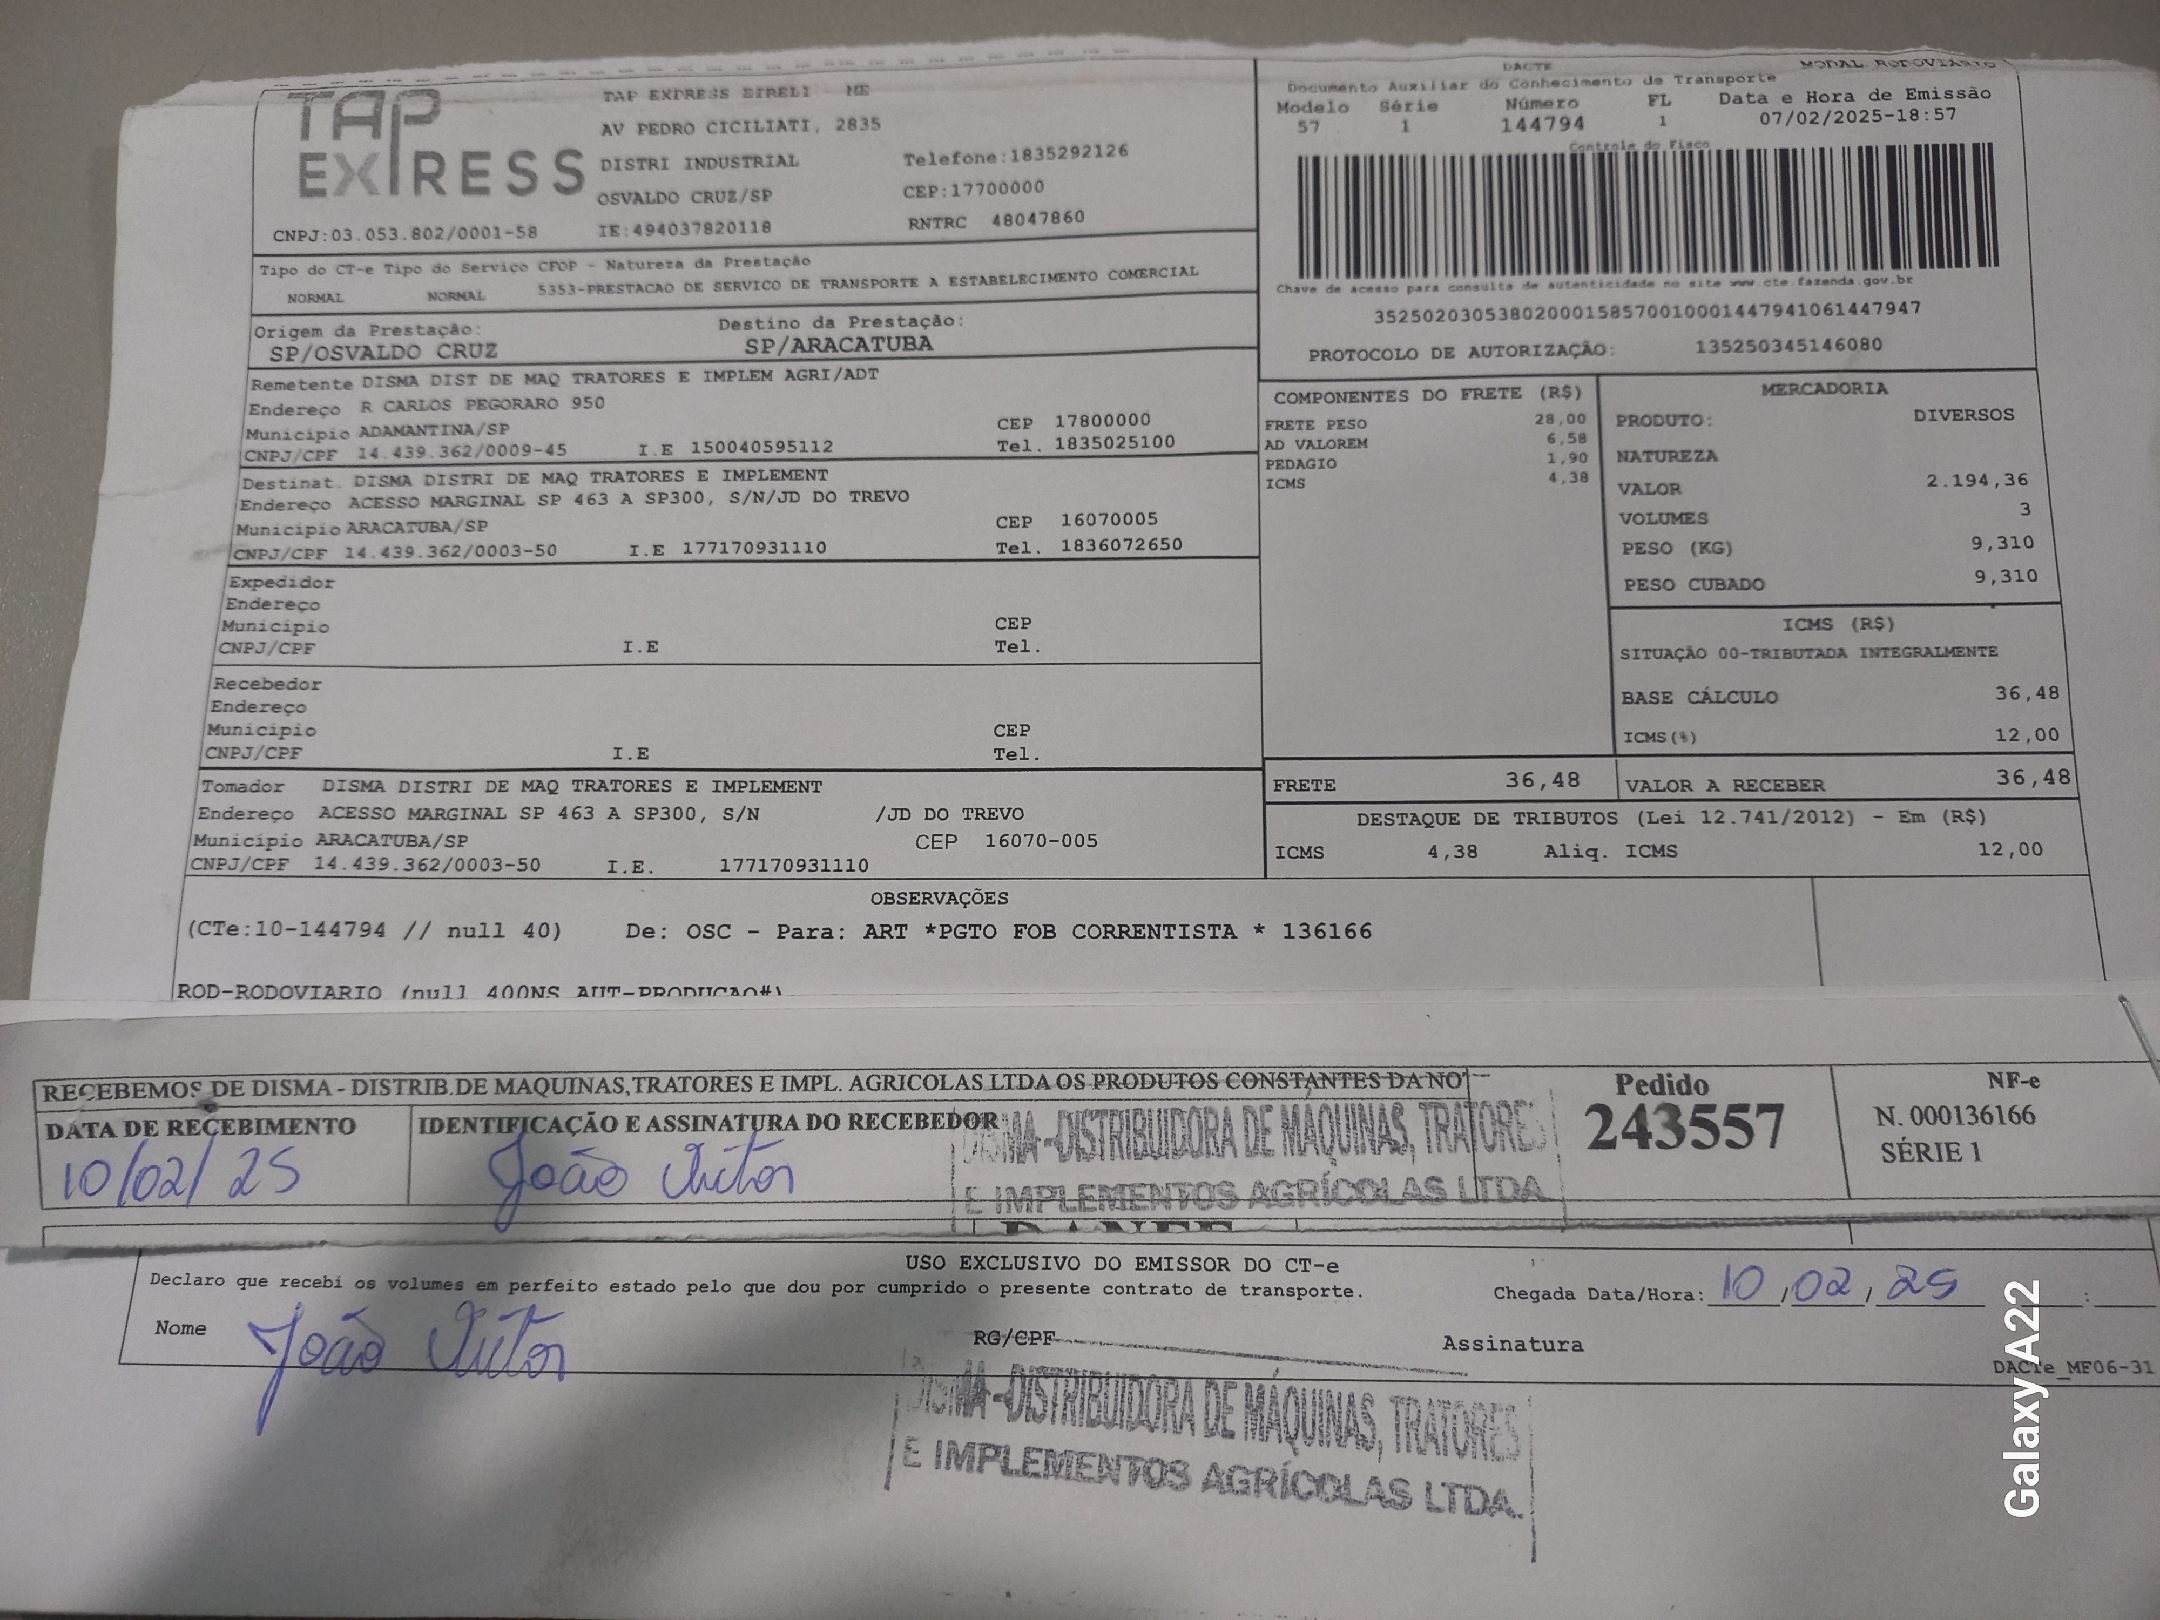 TAP EXPRESS
TAP EXPRESS EIRELI ME
AV PEDRO CICILIATI, 2835
DISTRI INDUSTRIAL
Telefone:1835292126
OSVALDO CRUZ/SP
CEP:17700000
CNPJ:03.053.802/0001-58
IE:494037820118
RNTRC 48047860
DACTE
MODAL RODOVIARIO
Documento Auxiliar do Conhecimento de Transporte
Modelo Série Número FL Data e Hora de Emissão
57 1 144794 1 07/02/2025-18:57
Controle do Fisco
Chave de acesso para consulta de autenticidade no site www.cte.fazenda.gov.br
35250203053802000158570010001447941061447947
PROTOCOLO DE AUTORIZAÇÃO: 135250345146080
Tipo do CT-e Tipo do Servico CFOP - Natureza da Prestação
NORMAL NORMAL 5353-PRESTACAO DE SERVICO DE TRANSPORTE A ESTABELECIMENTO COMERCIAL
Origem da Prestação: Destino da Prestação:
SP/OSVALDO CRUZ SP/ARACATUBA
Remetente DISMA DIST DE MAQ TRATORES E IMPLEM AGRI/ADT
Endereço R CARLOS PEGORARO 950
Municipio ADAMANTINA/SP CEP 17800000
CNPJ/CPF 14.439.362/0009-45 I.E 150040595112 Tel. 1835025100
Destinat. DISMA DISTRI DE MAQ TRATORES E IMPLEMENT
Endereço ACESSO MARGINAL SP 463 A SP300, S/N/JD DO TREVO
Municipio ARACATUBA/SP CEP 16070005
CNPJ/CPF 14.439.362/0003-50 I.E 177170931110 Tel. 1836072650
Expedidor
Endereço
Municipio CEP
CNPJ/CPF I.E Tel.
Recebedor
Endereço
Municipio CEP
CNPJ/CPF I.E Tel.
Tomador DISMA DISTRI DE MAQ TRATORES E IMPLEMENT
Endereço ACESSO MARGINAL SP 463 A SP300, S/N /JD DO TREVO
Municipio ARACATUBA/SP CEP 16070-005
CNPJ/CPF 14.439.362/0003-50 I.E. 177170931110
COMPONENTES DO FRETE (R$)
FRETE PESO 28,00
AD VALOREM 6,58
PEDAGIO 1,90
ICMS 4,38
MERCADORIA
PRODUTO: DIVERSOS
NATUREZA
VALOR 2.194,36
VOLUMES 3
PESO (KG) 9,310
PESO CUBADO 9,310
ICMS (R$)
SITUAÇÃO 00-TRIBUTADA INTEGRALMENTE
BASE CÁLCULO 36,48
ICMS(%) 12,00
FRETE 36,48 VALOR A RECEBER 36,48
DESTAQUE DE TRIBUTOS (Lei 12.741/2012) - Em (R$)
ICMS 4,38 Aliq. ICMS 12,00
OBSERVAÇÕES
(CTe:10-144794 // null 40) De: OSC - Para: ART *PGTO FOB CORRENTISTA * 136166
ROD-RODOVIARIO (null 400NS AUT-PRODUCAO#)
RECEBEMOS DE DISMA - DISTRIB.DE MAQUINAS,TRATORES E IMPL. AGRICOLAS LTDA OS PRODUTOS CONSTANTES DA NO
DATA DE RECEBIMENTO IDENTIFICAÇÃO E ASSINATURA DO RECEBEDOR
10/02/25 João Victor
DISMA - DISTRIBUIDORA DE MÁQUINAS, TRATORES
E IMPLEMENTOS AGRÍCOLAS LTDA
Pedido
243557
NF-e
N. 000136166
SÉRIE 1
DANFE
USO EXCLUSIVO DO EMISSOR DO CT-e
Declaro que recebi os volumes em perfeito estado pelo que dou por cumprido o presente contrato de transporte.
Chegada Data/Hora: 10/02/25 :
Nome João Victor RG/CPF Assinatura
DACTe_MF06-31
DISMA - DISTRIBUIDORA DE MÁQUINAS, TRATORES
E IMPLEMENTOS AGRÍCOLAS LTDA.
Galaxy A22